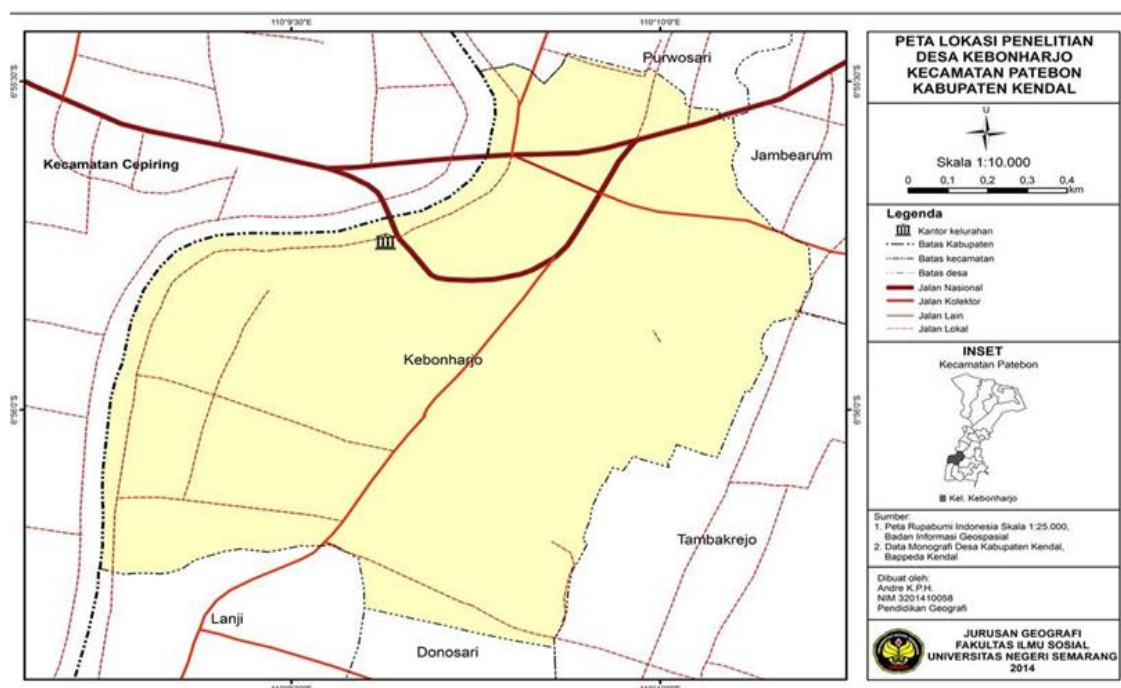 110°9'30"E
110°10'0"E
6°55'30"S
6°55'30"S
6°56'0"S
6°56'0"S
Purwosari
Kecamatan Cepiring
Jambearum
Kebonharjo
Tambakrejo
Lanji
Donosari
PETA LOKASI PENELITIAN
DESA KEBONHARJO
KECAMATAN PATEBON
KABUPATEN KENDAL
U
Skala 1:10.000
0 0,1 0,2 0,3 0,4
km
Legenda
Kantor kelurahan
Batas Kabupaten
Batas kecamatan
Batas desa
Jalan Nasional
Jalan Kolektor
Jalan Lain
Jalan Lokal
INSET
Kecamatan Patebon
Kel. Kebonharjo
Sumber:
1. Peta Rupabumi Indonesia Skala 1:25.000,
Badan Informasi Geospasial
2. Data Monografi Desa Kabupaten Kendal,
Bappeda Kendal
Dibuat oleh:
Andre K.P.H.
NIM 3201410058
Pendidikan Geografi
JURUSAN GEOGRAFI
FAKULTAS ILMU SOSIAL
UNIVERSITAS NEGERI SEMARANG
2014